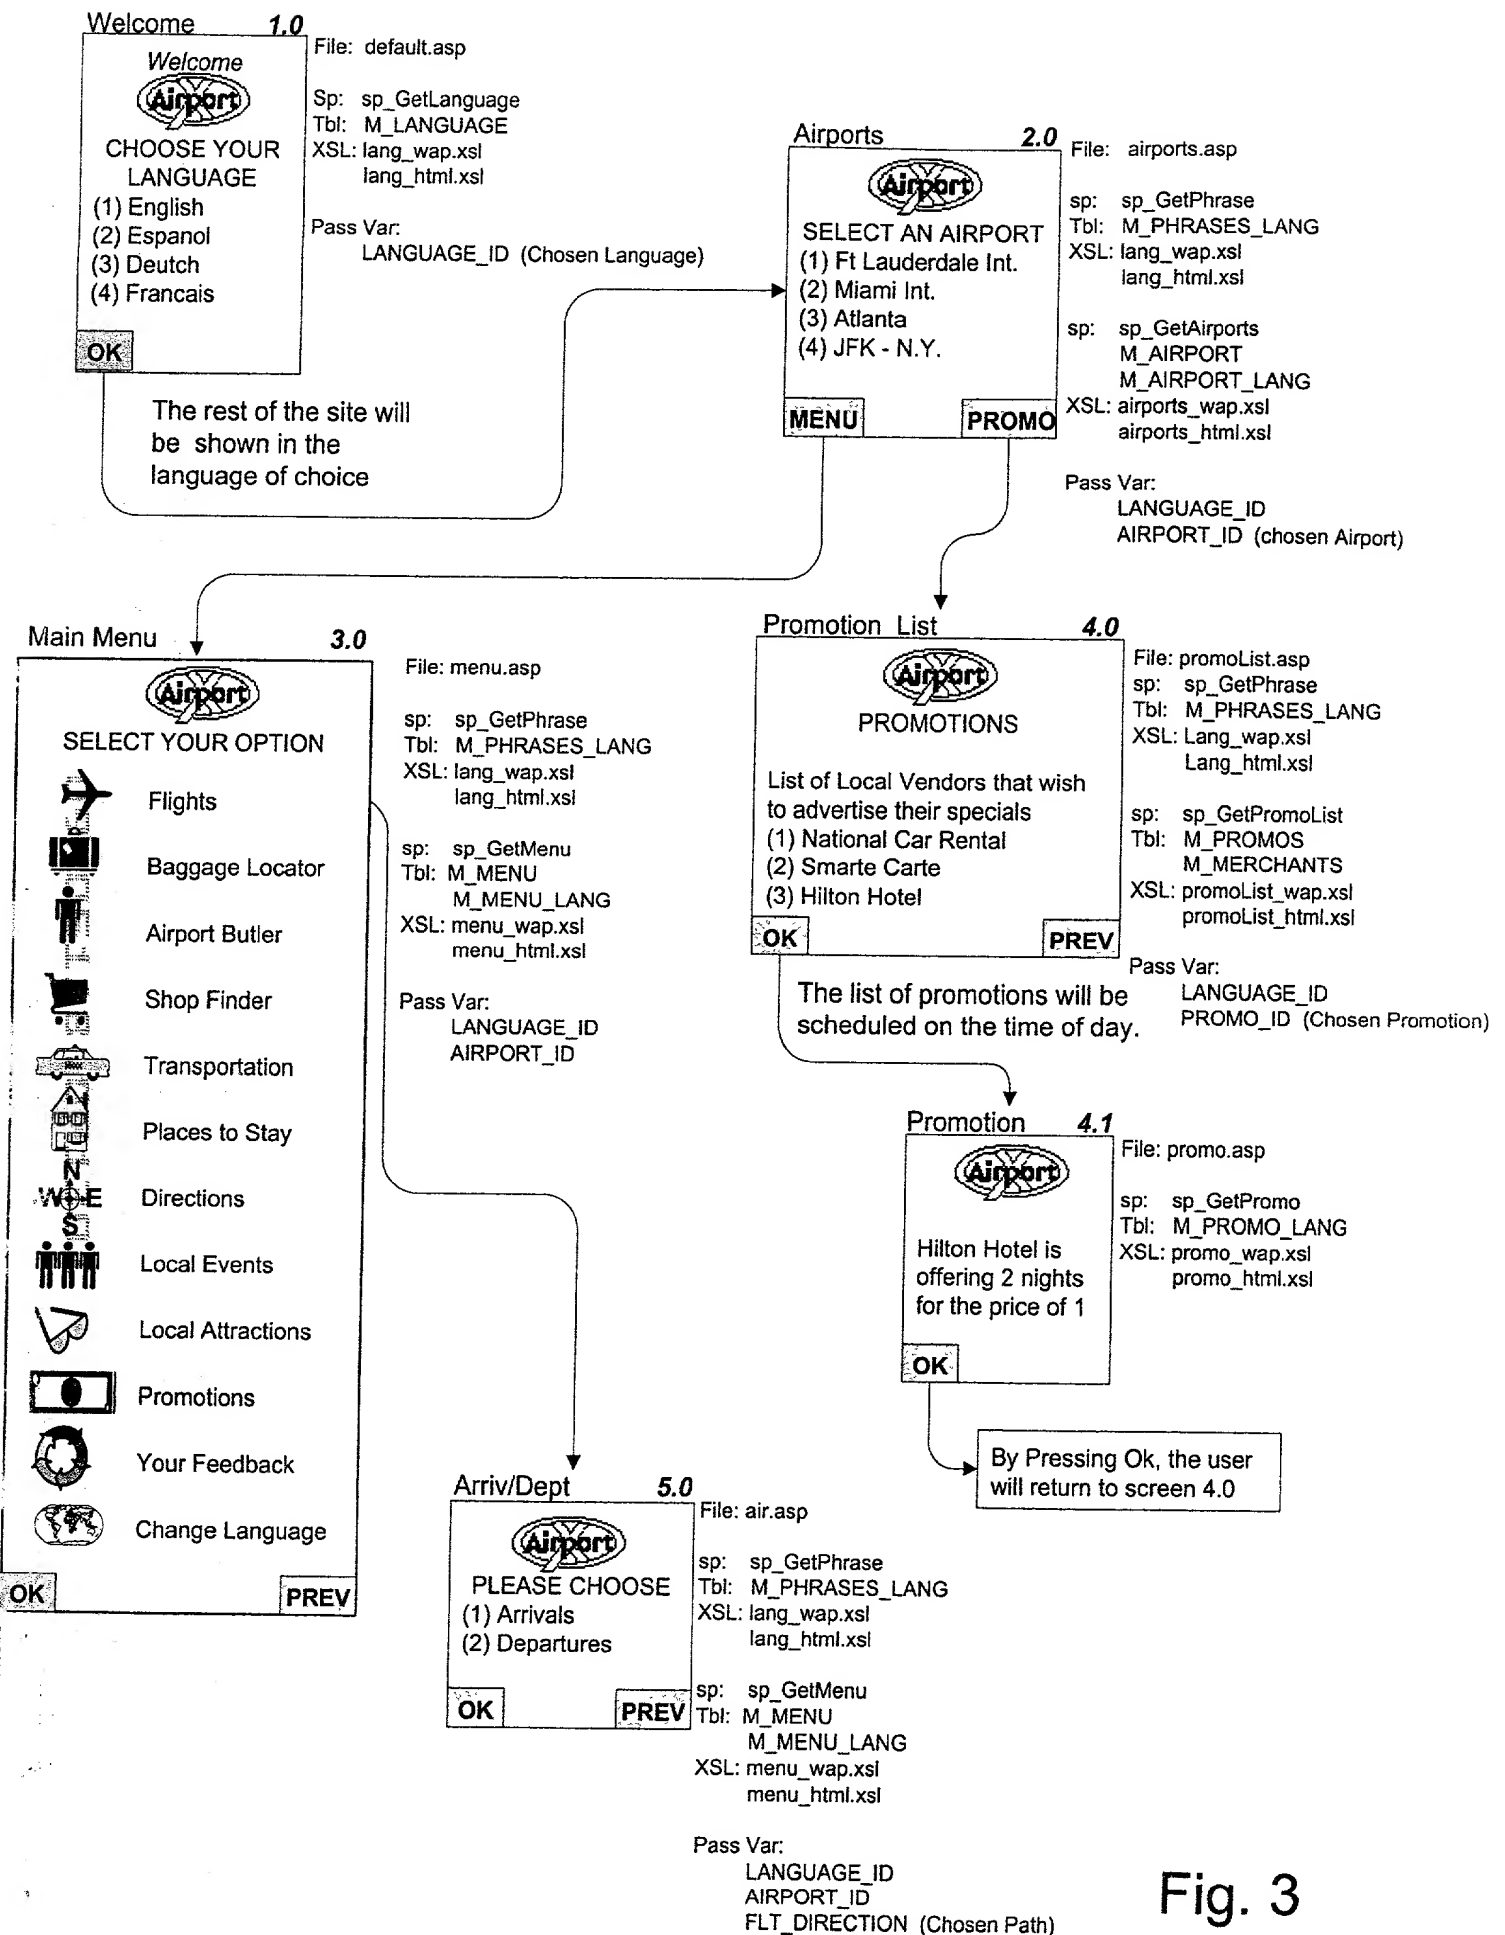 Welcome 1.0
Welcome
Airport
CHOOSE YOUR
LANGUAGE
(1) English
(2) Espanol
(3) Deutch
(4) Francais
OK
File: default.asp
Sp: sp_GetLanguage
Tbl: M_LANGUAGE
XSL: lang_wap.xsl
lang_html.xsl
Pass Var:
LANGUAGE_ID (Chosen Language)
The rest of the site will
be shown in the
language of choice
Airports 2.0
Airport
SELECT AN AIRPORT
(1) Ft Lauderdale Int.
(2) Miami Int.
(3) Atlanta
(4) JFK - N.Y.
MENU PROMO
File: airports.asp
sp: sp_GetPhrase
Tbl: M_PHRASES_LANG
XSL: lang_wap.xsl
lang_html.xsl
sp: sp_GetAirports
M_AIRPORT
M_AIRPORT_LANG
XSL: airports_wap.xsl
airports_html.xsl
Pass Var:
LANGUAGE_ID
AIRPORT_ID (chosen Airport)
Main Menu 3.0
Airport
SELECT YOUR OPTION
Flights
Baggage Locator
Airport Butler
Shop Finder
Transportation
Places to Stay
N
W E
S
Directions
Local Events
Local Attractions
Promotions
Your Feedback
Change Language
OK PREV
File: menu.asp
sp: sp_GetPhrase
Tbl: M_PHRASES_LANG
XSL: lang_wap.xsl
lang_html.xsl
sp: sp_GetMenu
Tbl: M_MENU
M_MENU_LANG
XSL: menu_wap.xsl
menu_html.xsl
Pass Var:
LANGUAGE_ID
AIRPORT_ID
Promotion List 4.0
Airport
PROMOTIONS
List of Local Vendors that wish
to advertise their specials
(1) National Car Rental
(2) Smarte Carte
(3) Hilton Hotel
OK PREV
File: promoList.asp
sp: sp_GetPhrase
Tbl: M_PHRASES_LANG
XSL: Lang_wap.xsl
Lang_html.xsl
sp: sp_GetPromoList
Tbl: M_PROMOS
M_MERCHANTS
XSL: promoList_wap.xsl
promoList_html.xsl
Pass Var:
LANGUAGE_ID
PROMO_ID (Chosen Promotion)
The list of promotions will be
scheduled on the time of day.
Promotion 4.1
Airport
Hilton Hotel is
offering 2 nights
for the price of 1
OK
File: promo.asp
sp: sp_GetPromo
Tbl: M_PROMO_LANG
XSL: promo_wap.xsl
promo_html.xsl
By Pressing Ok, the user
will return to screen 4.0
Arriv/Dept 5.0
Airport
PLEASE CHOOSE
(1) Arrivals
(2) Departures
OK PREV
File: air.asp
sp: sp_GetPhrase
Tbl: M_PHRASES_LANG
XSL: lang_wap.xsl
lang_html.xsl
sp: sp_GetMenu
Tbl: M_MENU
M_MENU_LANG
XSL: menu_wap.xsl
menu_html.xsl
Pass Var:
LANGUAGE_ID
AIRPORT_ID
FLT_DIRECTION (Chosen Path)
Fig. 3